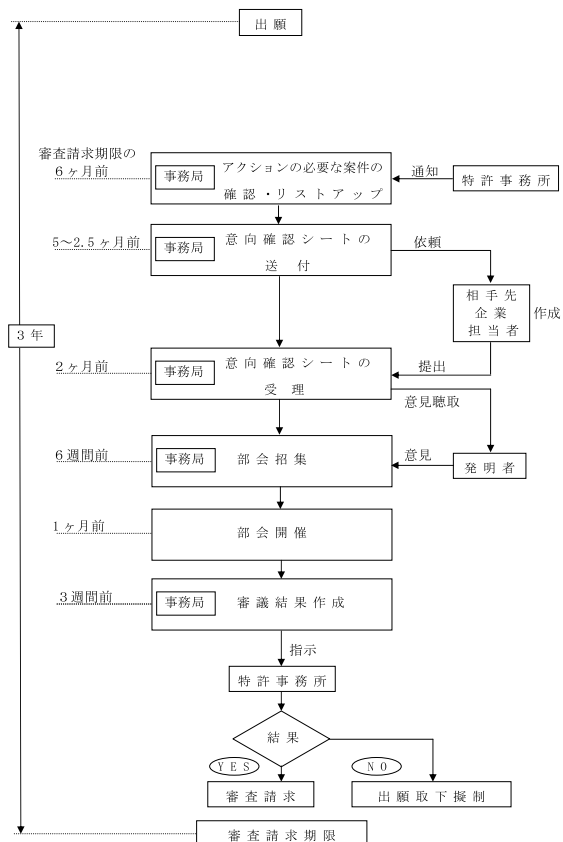 出願
審査請求期限の
6ヶ月前
事務局
アクションの必要な案件の
確認・リストアップ
通知
特許事務所
5～2.5ヶ月前
事務局
意向確認シートの
送付
依頼
相手先
企業
担当者
作成
3年
2ヶ月前
事務局
意向確認シートの
受理
提出
意見聴取
6週間前
事務局
部会招集
意見
発明者
1ヶ月前
部会開催
3週間前
事務局
審議結果作成
指示
特許事務所
結果
YES
NO
審査請求
出願取下擬制
審査請求期限